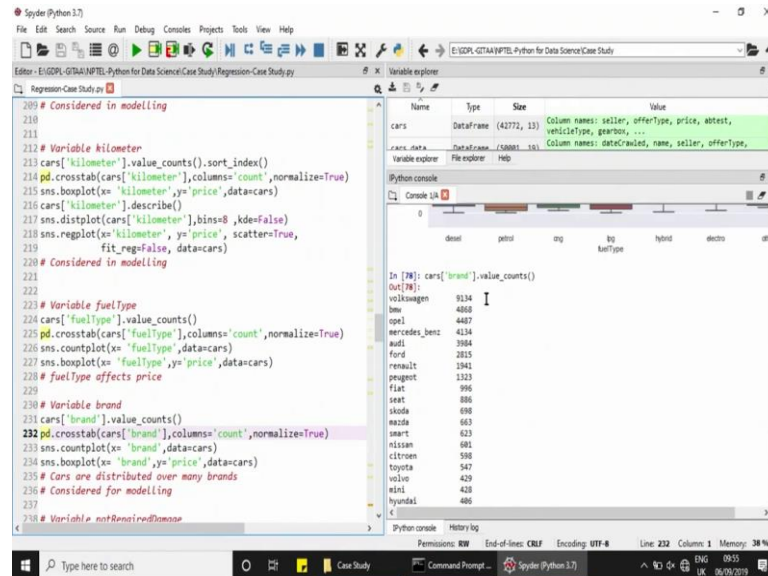 Spyder (Python 3.7)
File Edit Search Source Run Debug Consoles Projects Tools View Help
E:\GDPL-GITAA\NPTEL-Python for Data Science\Case Study
Editor - E:\GDPL-GITAA\NPTEL-Python for Data Science\Case Study\Regression-Case Study.py
Regression-Case Study.py
209 # Considered in modelling
210
211
212 # Variable kilometer
213 cars['kilometer'].value_counts().sort_index()
214 pd.crosstab(cars['kilometer'],columns='count',normalize=True)
215 sns.boxplot(x= 'kilometer',y='price',data=cars)
216 cars['kilometer'].describe()
217 sns.distplot(cars['kilometer'],bins=8 ,kde=False)
218 sns.regplot(x='kilometer', y='price', scatter=True,
219 fit_reg=False, data=cars)
220 # Considered in modelling
221
222
223 # Variable fuelType
224 cars['fuelType'].value_counts()
225 pd.crosstab(cars['fuelType'],columns='count',normalize=True)
226 sns.countplot(x= 'fuelType',data=cars)
227 sns.boxplot(x= 'fuelType',y='price',data=cars)
228 # fuelType affects price
229
230 # Variable brand
231 cars['brand'].value_counts()
232 pd.crosstab(cars['brand'],columns='count',normalize=True)
233 sns.countplot(x= 'brand',data=cars)
234 sns.boxplot(x= 'brand',y='price',data=cars)
235 # Cars are distributed over many brands
236 # Considered for modelling
237
238 # Variable notRepairedDamage
Variable explorer
Name Type Size Value
cars DataFrame (42772, 13) Column names: seller, offerType, price, abtest,
vehicleType, gearbox, ...
cars_data DataFrame (50001, 19) Column names: dateCrawled, name, seller, offerType,
Variable explorer File explorer Help
IPython console
Console 1/A
0
diesel petrol cng lpg hybrid electro
fuelType
In [78]: cars['brand'].value_counts()
Out[78]:
volkswagen 9134
bmw 4868
opel 4487
mercedes_benz 4134
audi 3984
ford 2815
renault 1941
peugeot 1323
fiat 996
seat 886
skoda 698
mazda 663
smart 623
nissan 601
citroen 598
toyota 547
volvo 429
mini 428
hyundai 406
IPython console History log
Permissions: RW End-of-lines: CRLF Encoding: UTF-8 Line: 232 Column: 1 Memory: 38 %
Type here to search
Case Study
Command Prompt ...
Spyder (Python 3.7)
ENG
UK
09:55
06/09/2019